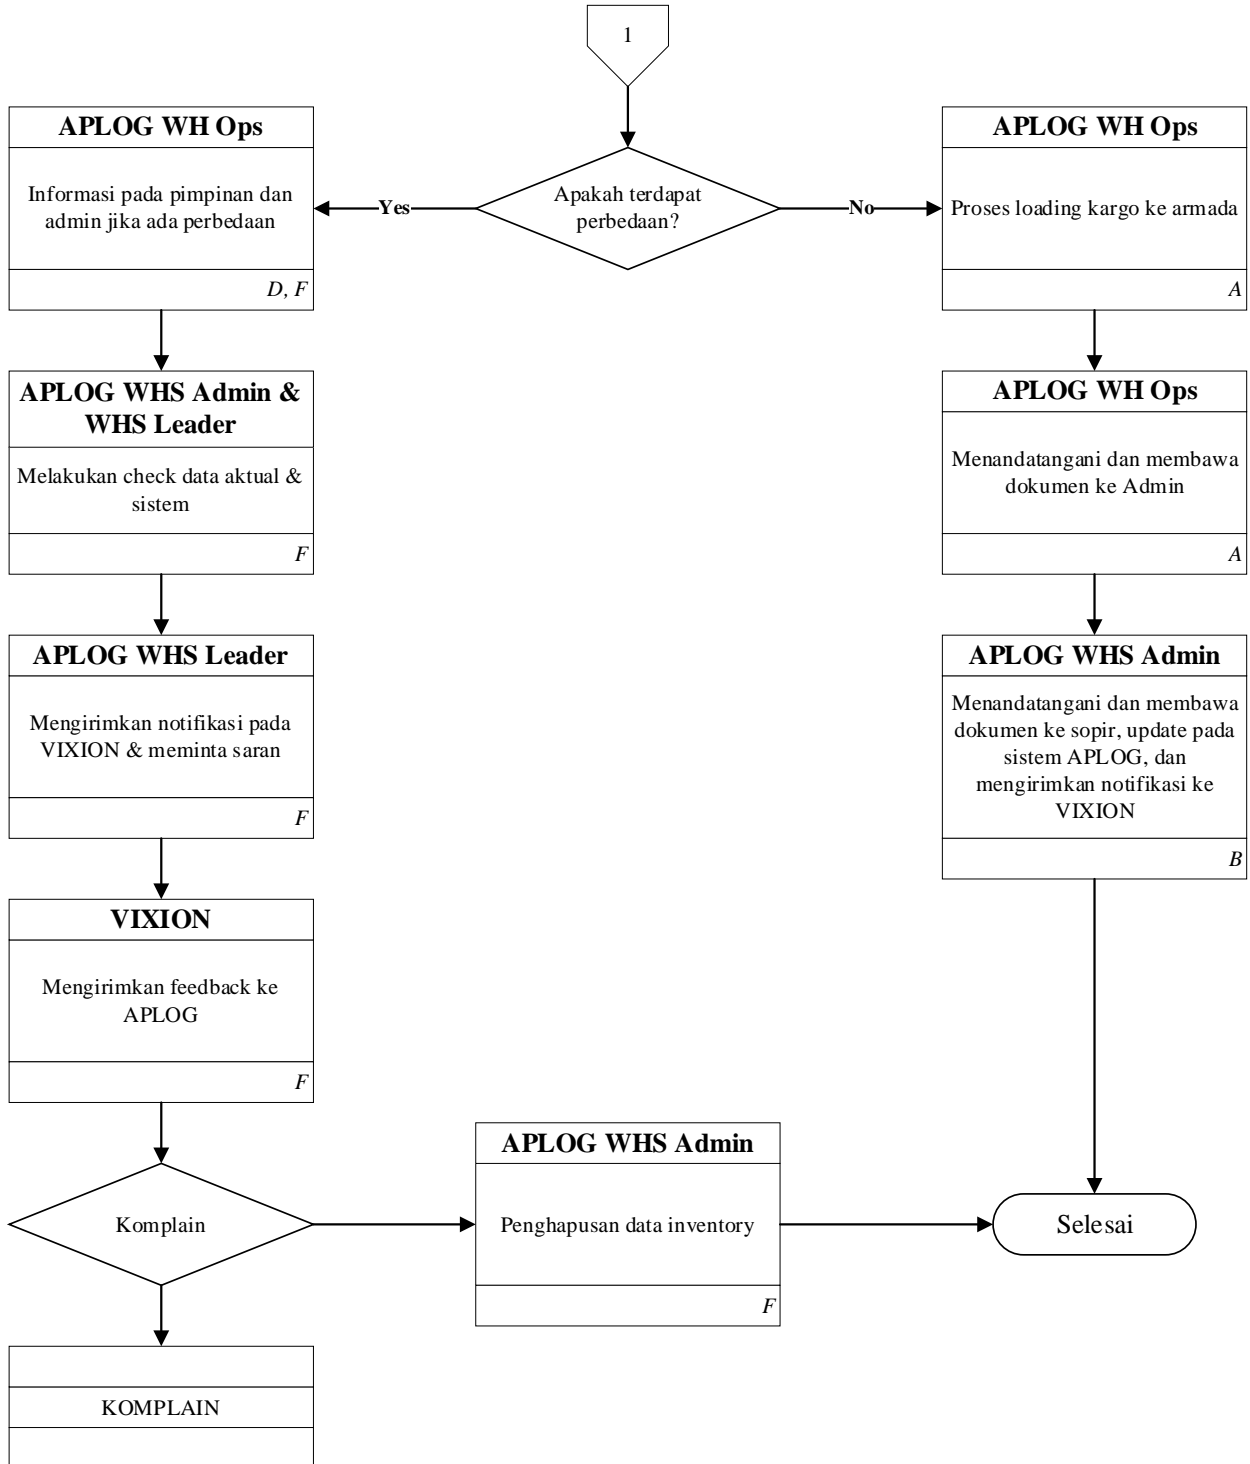 1
Apakah terdapat
perbedaan?
Yes
No
APLOG WH Ops
Informasi pada pimpinan dan
admin jika ada perbedaan
D, F
APLOG WHS Admin &
WHS Leader
Melakukan check data aktual &
sistem
F
APLOG WHS Leader
Mengirimkan notifikasi pada
VIXION & meminta saran
F
VIXION
Mengirimkan feedback ke
APLOG
F
Komplain
KOMPLAIN
APLOG WHS Admin
Penghapusan data inventory
F
APLOG WH Ops
Proses loading kargo ke armada
A
APLOG WH Ops
Menandatangani dan membawa
dokumen ke Admin
A
APLOG WHS Admin
Menandatangani dan membawa
dokumen ke sopir, update pada
sistem APLOG, dan
mengirimkan notifikasi ke
VIXION
B
Selesai